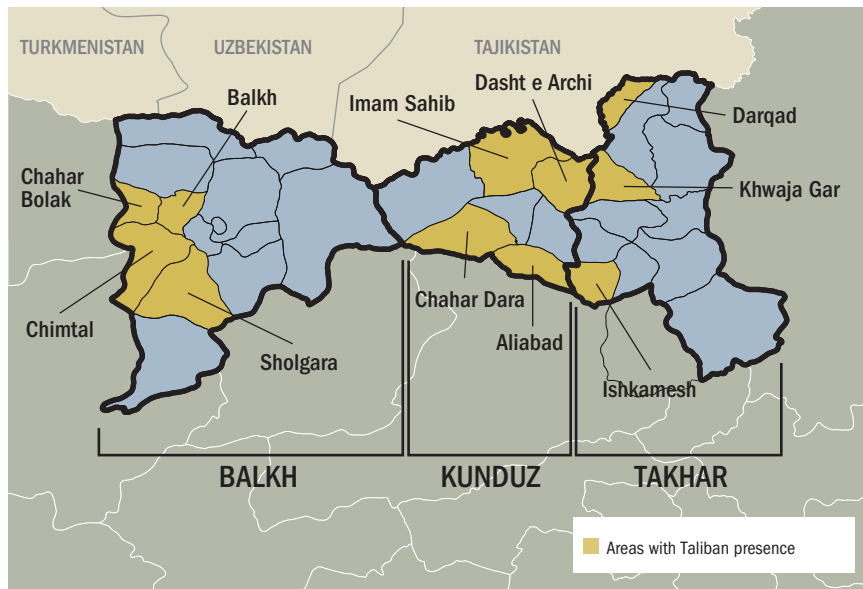 TURKMENISTAN
UZBEKISTAN
TAJIKISTAN
Balkh
Imam Sahib
Dasht e Archi
Darqad
Chahar
Bolak
Khwaja Gar
Chimtal
Sholgara
Chahar Dara
Aliabad
Ishkamesh
BALKH
KUNDUZ
TAKHAR
Areas with Taliban presence